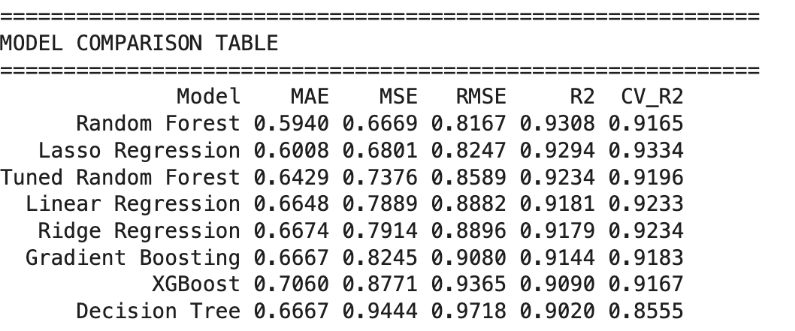 ============================================================
MODEL COMPARISON TABLE
============================================================
Model MAE MSE RMSE R2 CV_R2
Random Forest 0.5940 0.6669 0.8167 0.9308 0.9165
Lasso Regression 0.6008 0.6801 0.8247 0.9294 0.9334
Tuned Random Forest 0.6429 0.7376 0.8589 0.9234 0.9196
Linear Regression 0.6648 0.7889 0.8882 0.9181 0.9233
Ridge Regression 0.6674 0.7914 0.8896 0.9179 0.9234
Gradient Boosting 0.6667 0.8245 0.9080 0.9144 0.9183
XGBoost 0.7060 0.8771 0.9365 0.9090 0.9167
Decision Tree 0.6667 0.9444 0.9718 0.9020 0.8555